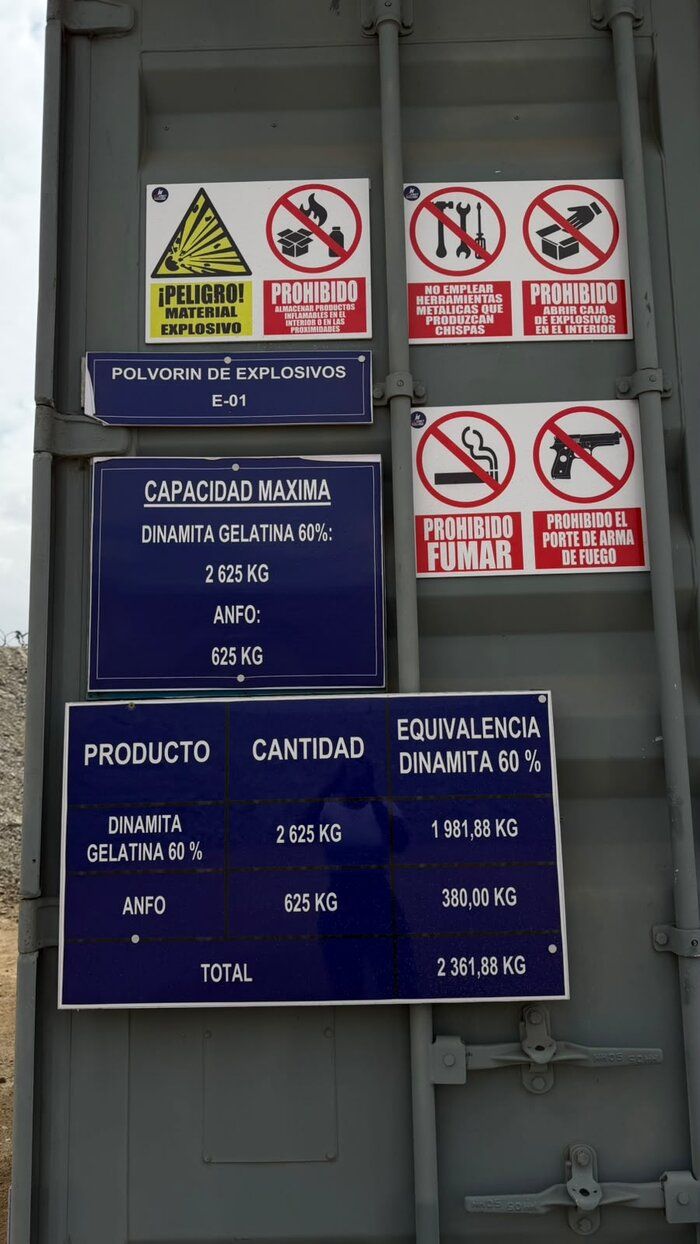 ¡PELIGRO!
MATERIAL
EXPLOSIVO
PROHIBIDO
ALMACENAR PRODUCTOS
INFLAMABLES EN EL
INTERIOR O EN LAS
PROXIMIDADES
NO EMPLEAR
HERRAMIENTAS
METALICAS QUE
PRODUZCAN
CHISPAS
PROHIBIDO
ABRIR CAJA
DE EXPLOSIVOS
EN EL INTERIOR
POLVORIN DE EXPLOSIVOS
E-01
PROHIBIDO
FUMAR
PROHIBIDO EL
PORTE DE ARMA
DE FUEGO
CAPACIDAD MAXIMA
DINAMITA GELATINA 60%:
2 625 KG
ANFO:
625 KG
PRODUCTO CANTIDAD EQUIVALENCIA DINAMITA 60 %
DINAMITA GELATINA 60 % 2 625 KG 1 981,88 KG
ANFO 625 KG 380,00 KG
TOTAL 2 361,88 KG